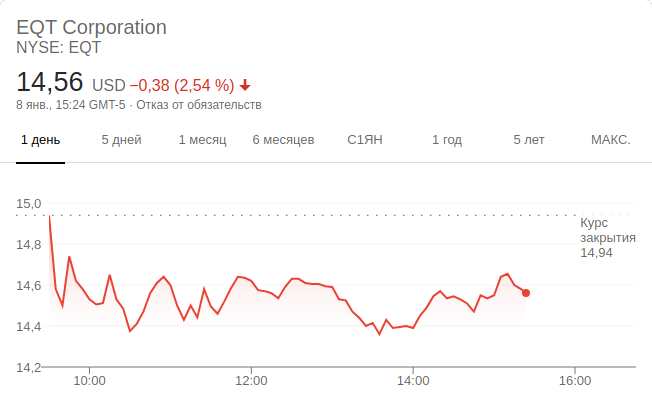 EQT Corporation
NYSE: EQT
14,56 USD −0,38 (2,54 %)
8 янв., 15:24 GMT-5 · Отказ от обязательств
1 день 5 дней 1 месяц 6 месяцев С1ЯН 1 год 5 лет МАКС.
15,0
Курс
закрытия
14,94
14,8
14,6
14,4
14,2
10:00 12:00 14:00 16:00